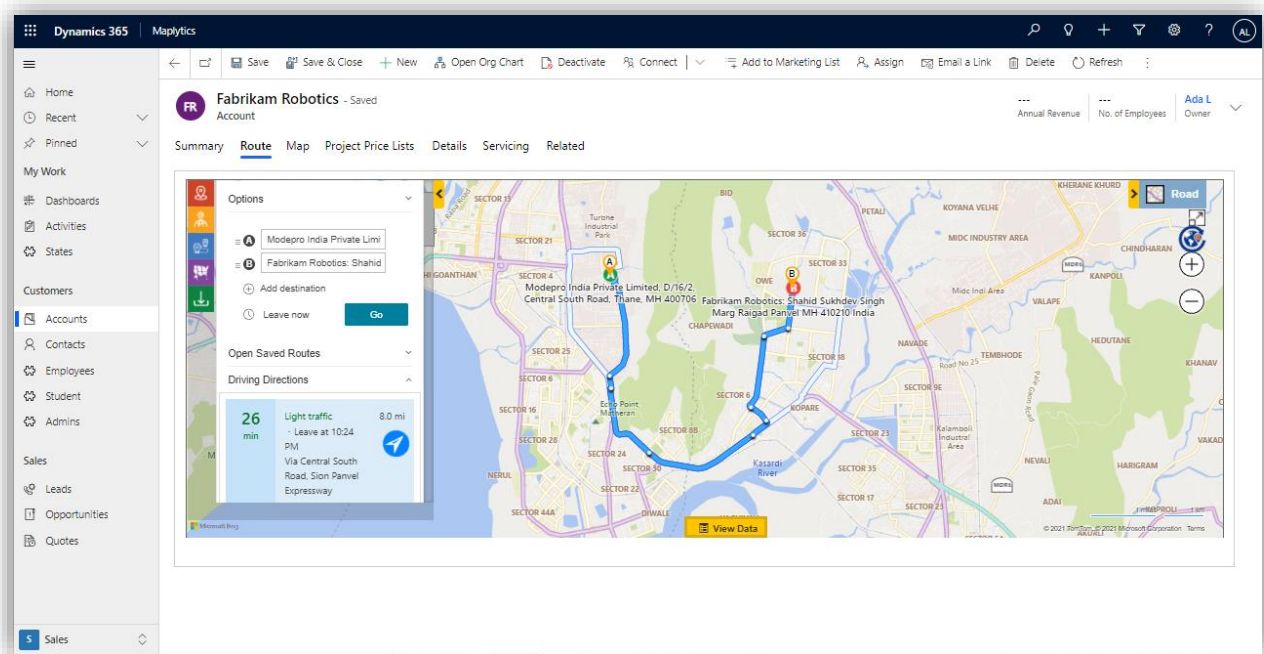 Dynamics 365 Maplytics
? AL
Save Save & Close New Open Org Chart Deactivate Connect Add to Marketing List Assign Email a Link Delete Refresh
Home
Recent
Pinned
My Work
Dashboards
Activities
States
Customers
Accounts
Contacts
Employees
Student
Admins
Sales
Leads
Opportunities
Quotes
S Sales
FR
Fabrikam Robotics - Saved
Account
---
Annual Revenue
---
No. of Employees
Ada L
Owner
Summary Route Map Project Price Lists Details Servicing Related
Options
A Modepro India Private Limi
B Fabrikam Robotics: Shahid
Add destination
Leave now Go
Open Saved Routes
Driving Directions
26
min
Light traffic 8.0 mi
· Leave at 10:24
PM
Via Central South
Road, Sion Panvel
Expressway
Microsoft Bing
Road
SECTOR
BID
KHERANE KHURD
Turone
Industrial
Park
PETALI
KOYANA VELHE
SECTOR 21
SECTOR 36
MIDC INDUSTRY AREA
CHINDHARAN
A
SECTOR 33
MDR5
KANPOLI
SECTOR 4
OWE
B
Modepro India Private Limited, D/16/2,
Central South Road, Thane, MH 400706
Fabrikam Robotics: Shahid Sukhdev Singh
Marg Raigad Panvel MH 410210 India
Midc Indl Area
VALAPE
CHAPEWADI
NAVADE
HEDUTANE
SECTOR 25
SECTOR 18
TEMBHODE
Road No 25
KHANAV
SECTOR 6
SECTOR 9E
SECTOR 6
SECTOR 16
Echo Point
Matheran
KOPARE
SECTOR 8B
SECTOR 23
Kalamboli
Industrial
Area
SECTOR 28
VAKAD
SECTOR 24
NEVALI
SECTOR 50
Kasardi
River
SECTOR 35
HARIGRAM
NERUL
SECTOR 22
MDR5
SECTOR 17
ADAI
SECTOR 44A
DIWALE
SECTOR 23
View Data
© 2021 TomTom, © 2021 Microsoft Corporation Terms
AKURLI